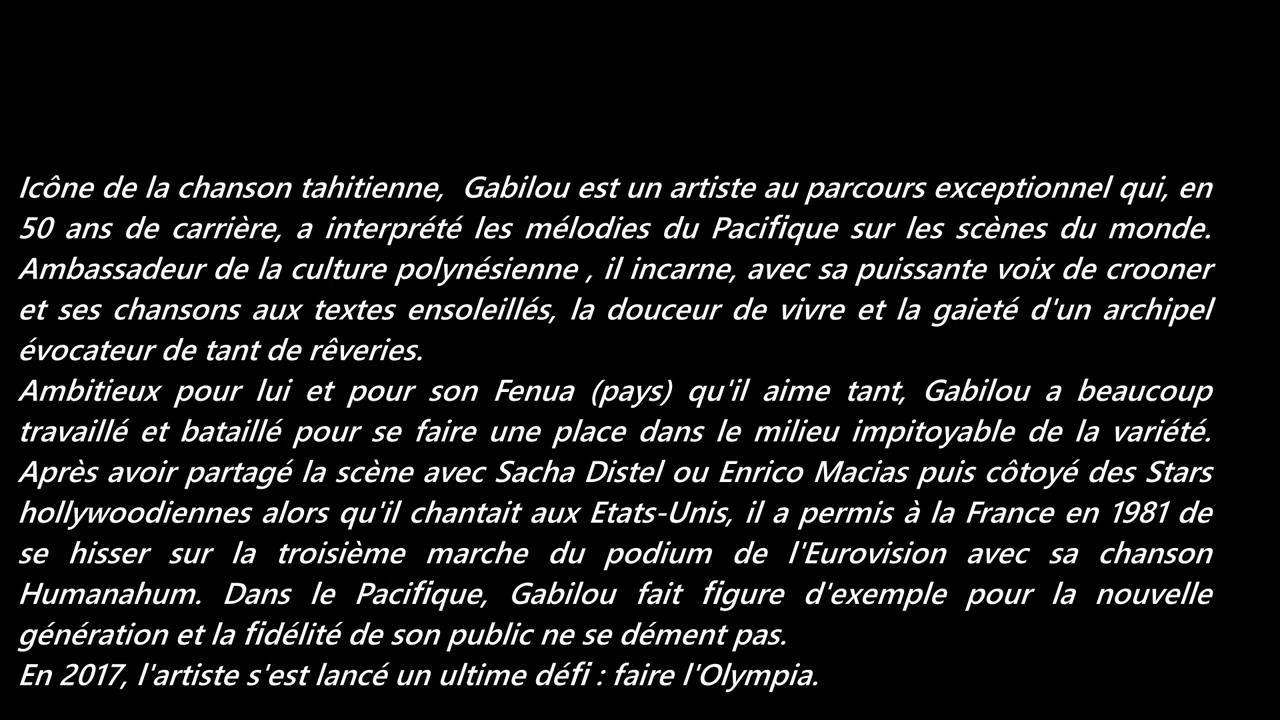 Icône de la chanson tahitienne,  Gabilou est un artiste au parcours exceptionnel qui, en
50 ans de carrière, a interprété les mélodies du Pacifique sur les scènes du monde.
Ambassadeur de la culture polynésienne , il incarne, avec sa puissante voix de crooner
et ses chansons aux textes ensoleillés, la douceur de vivre et la gaieté d'un archipel
évocateur de tant de rêveries.
Ambitieux pour lui et pour son Fenua (pays) qu'il aime tant, Gabilou a beaucoup
travaillé et bataillé pour se faire une place dans le milieu impitoyable de la variété.
Après avoir partagé la scène avec Sacha Distel ou Enrico Macias puis côtoyé des Stars
hollywoodiennes alors qu'il chantait aux Etats-Unis, il a permis à la France en 1981 de
se hisser sur la troisième marche du podium de l'Eurovision avec sa chanson
Humanahum. Dans le Pacifique, Gabilou fait figure d'exemple pour la nouvelle
génération et la fidélité de son public ne se dément pas.
En 2017, l'artiste s'est lancé un ultime défi : faire l'Olympia.